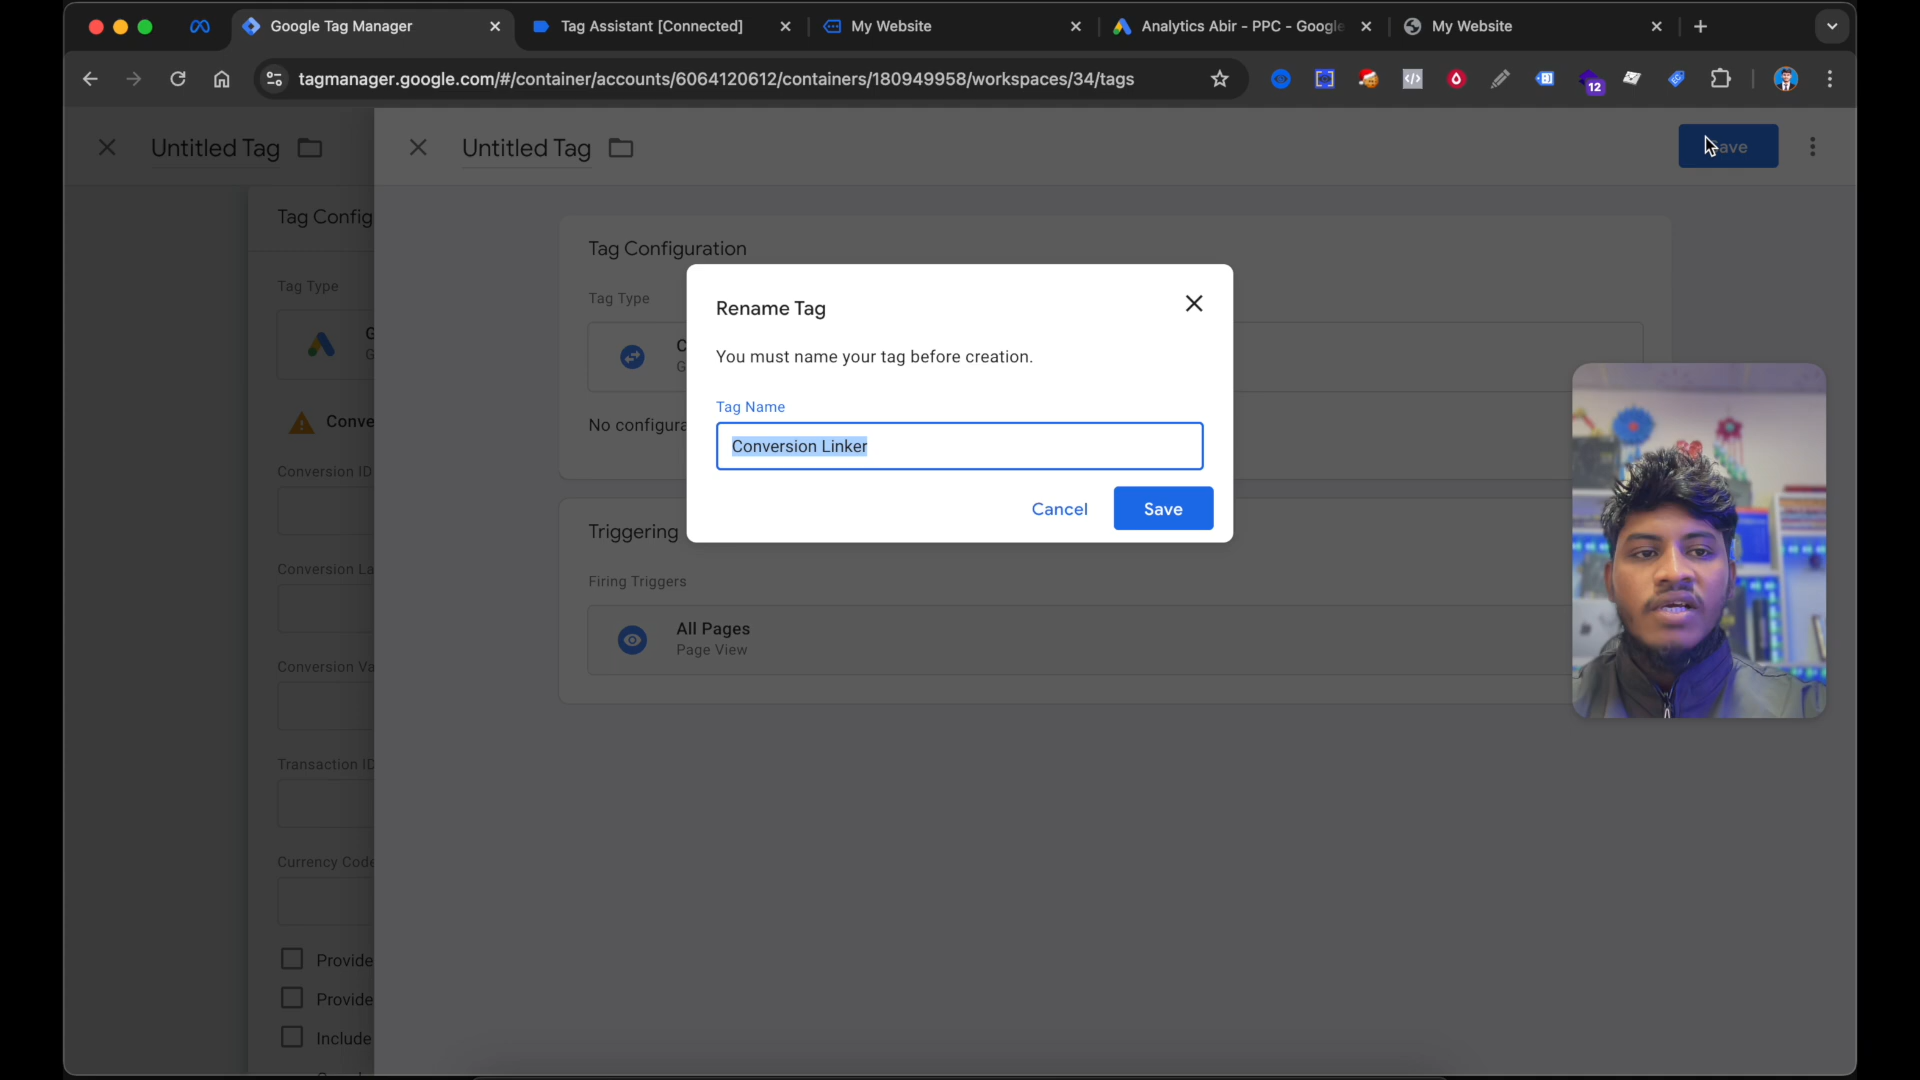 Google Tag Manager
Tag Assistant [Connected]
My Website
Analytics Abir - PPC - Google
My Website
tagmanager.google.com/#/container/accounts/6064120612/containers/180949958/workspaces/34/tags
12
Untitled Tag
Untitled Tag
Save
Tag Config
Tag Type
G
G
Conve
Conversion ID
Conversion La
Conversion Va
Transaction ID
Currency Code
Provide
Provide
Include
Tag Configuration
Tag Type
C
G
No configura
Rename Tag
You must name your tag before creation.
Tag Name
Conversion Linker
Cancel
Save
Triggering
Firing Triggers
All Pages
Page View